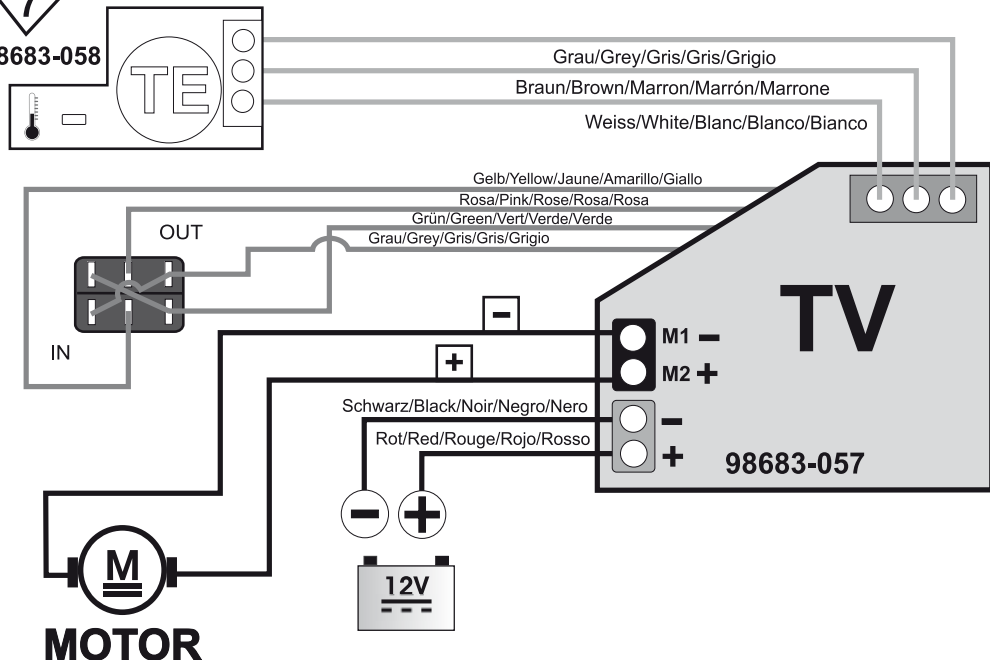 7
98683-058
TE
Grau/Grey/Gris/Gris/Grigio
Braun/Brown/Marron/Marrón/Marrone
Weiss/White/Blanc/Blanco/Bianco
Gelb/Yellow/Jaune/Amarillo/Giallo
Rosa/Pink/Rose/Rosa/Rosa
Grün/Green/Vert/Verde/Verde
Grau/Grey/Gris/Gris/Grigio
OUT
IN
TV
-
M1 -
+
M2 +
Schwarz/Black/Noir/Negro/Nero
-
Rot/Red/Rouge/Rojo/Rosso
+
98683-057
- +
12V
M
MOTOR